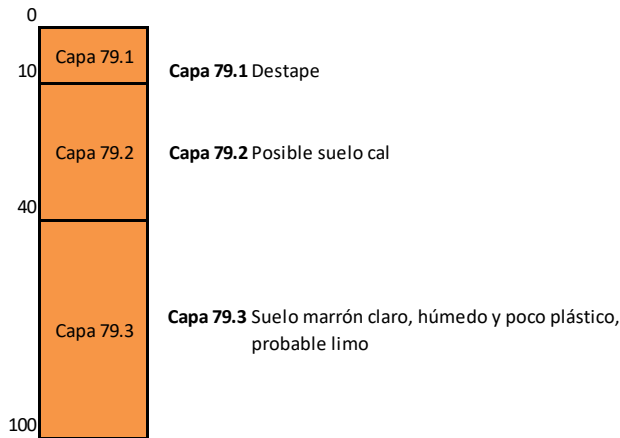 0
Capa 79.1
10
Capa 79.1 Destape
Capa 79.2
Capa 79.2 Posible suelo cal
40
Capa 79.3
Capa 79.3 Suelo marrón claro, húmedo y poco plástico,
probable limo
100